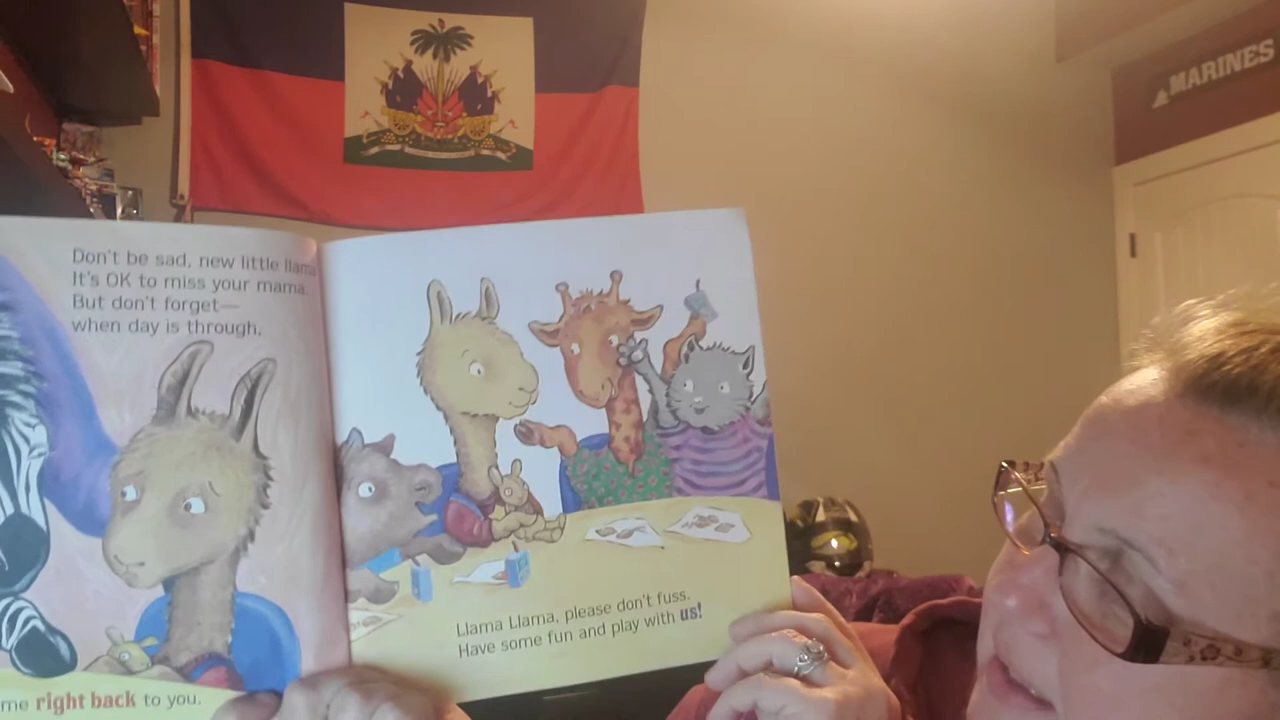 MARINES
Don't be sad, new little llama
It's OK to miss your mama.
But don't forget—
when day is through,
me right back to you.
Llama Llama, please don't fuss.
Have some fun and play with us!